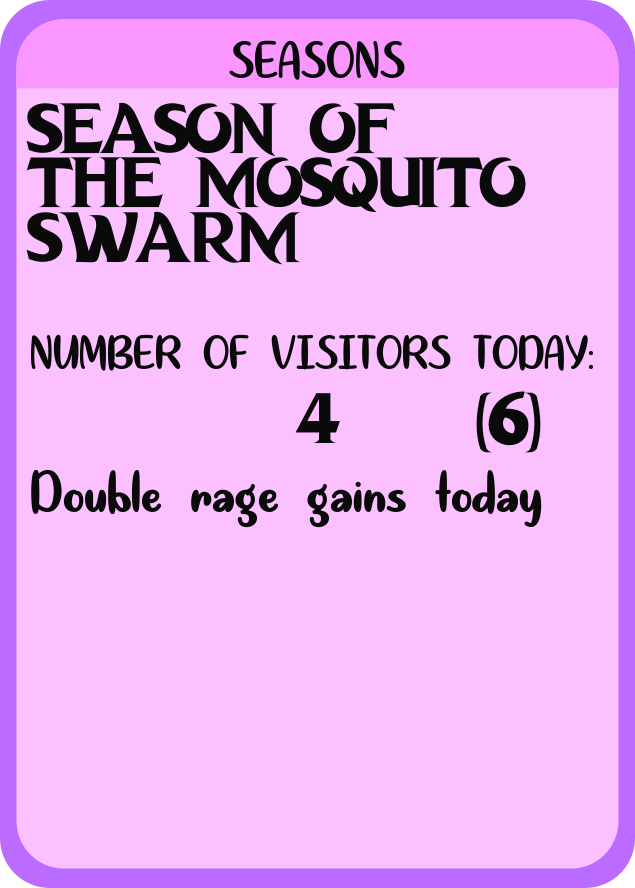 SEASONS
SEASON OF
THE MOSQUITO
SWARM
NUMBER OF VISITORS TODAY:
4 (6)
Double rage gains today